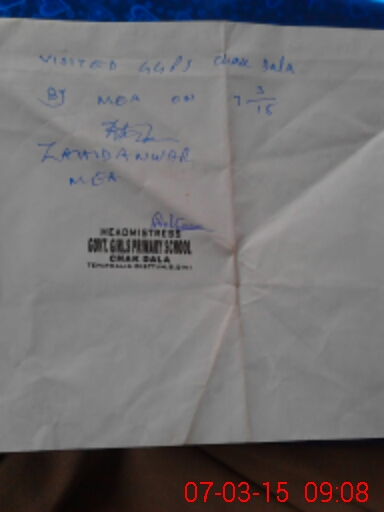 VISITED GGPS CHAK DALA
BY MEA ON 7-3/15
ZAHIDANWAR
MEA
HEADMISTRESS
GOVT. GIRLS PRIMARY SCHOOL
CHAK DALA
07-03-15 09:08